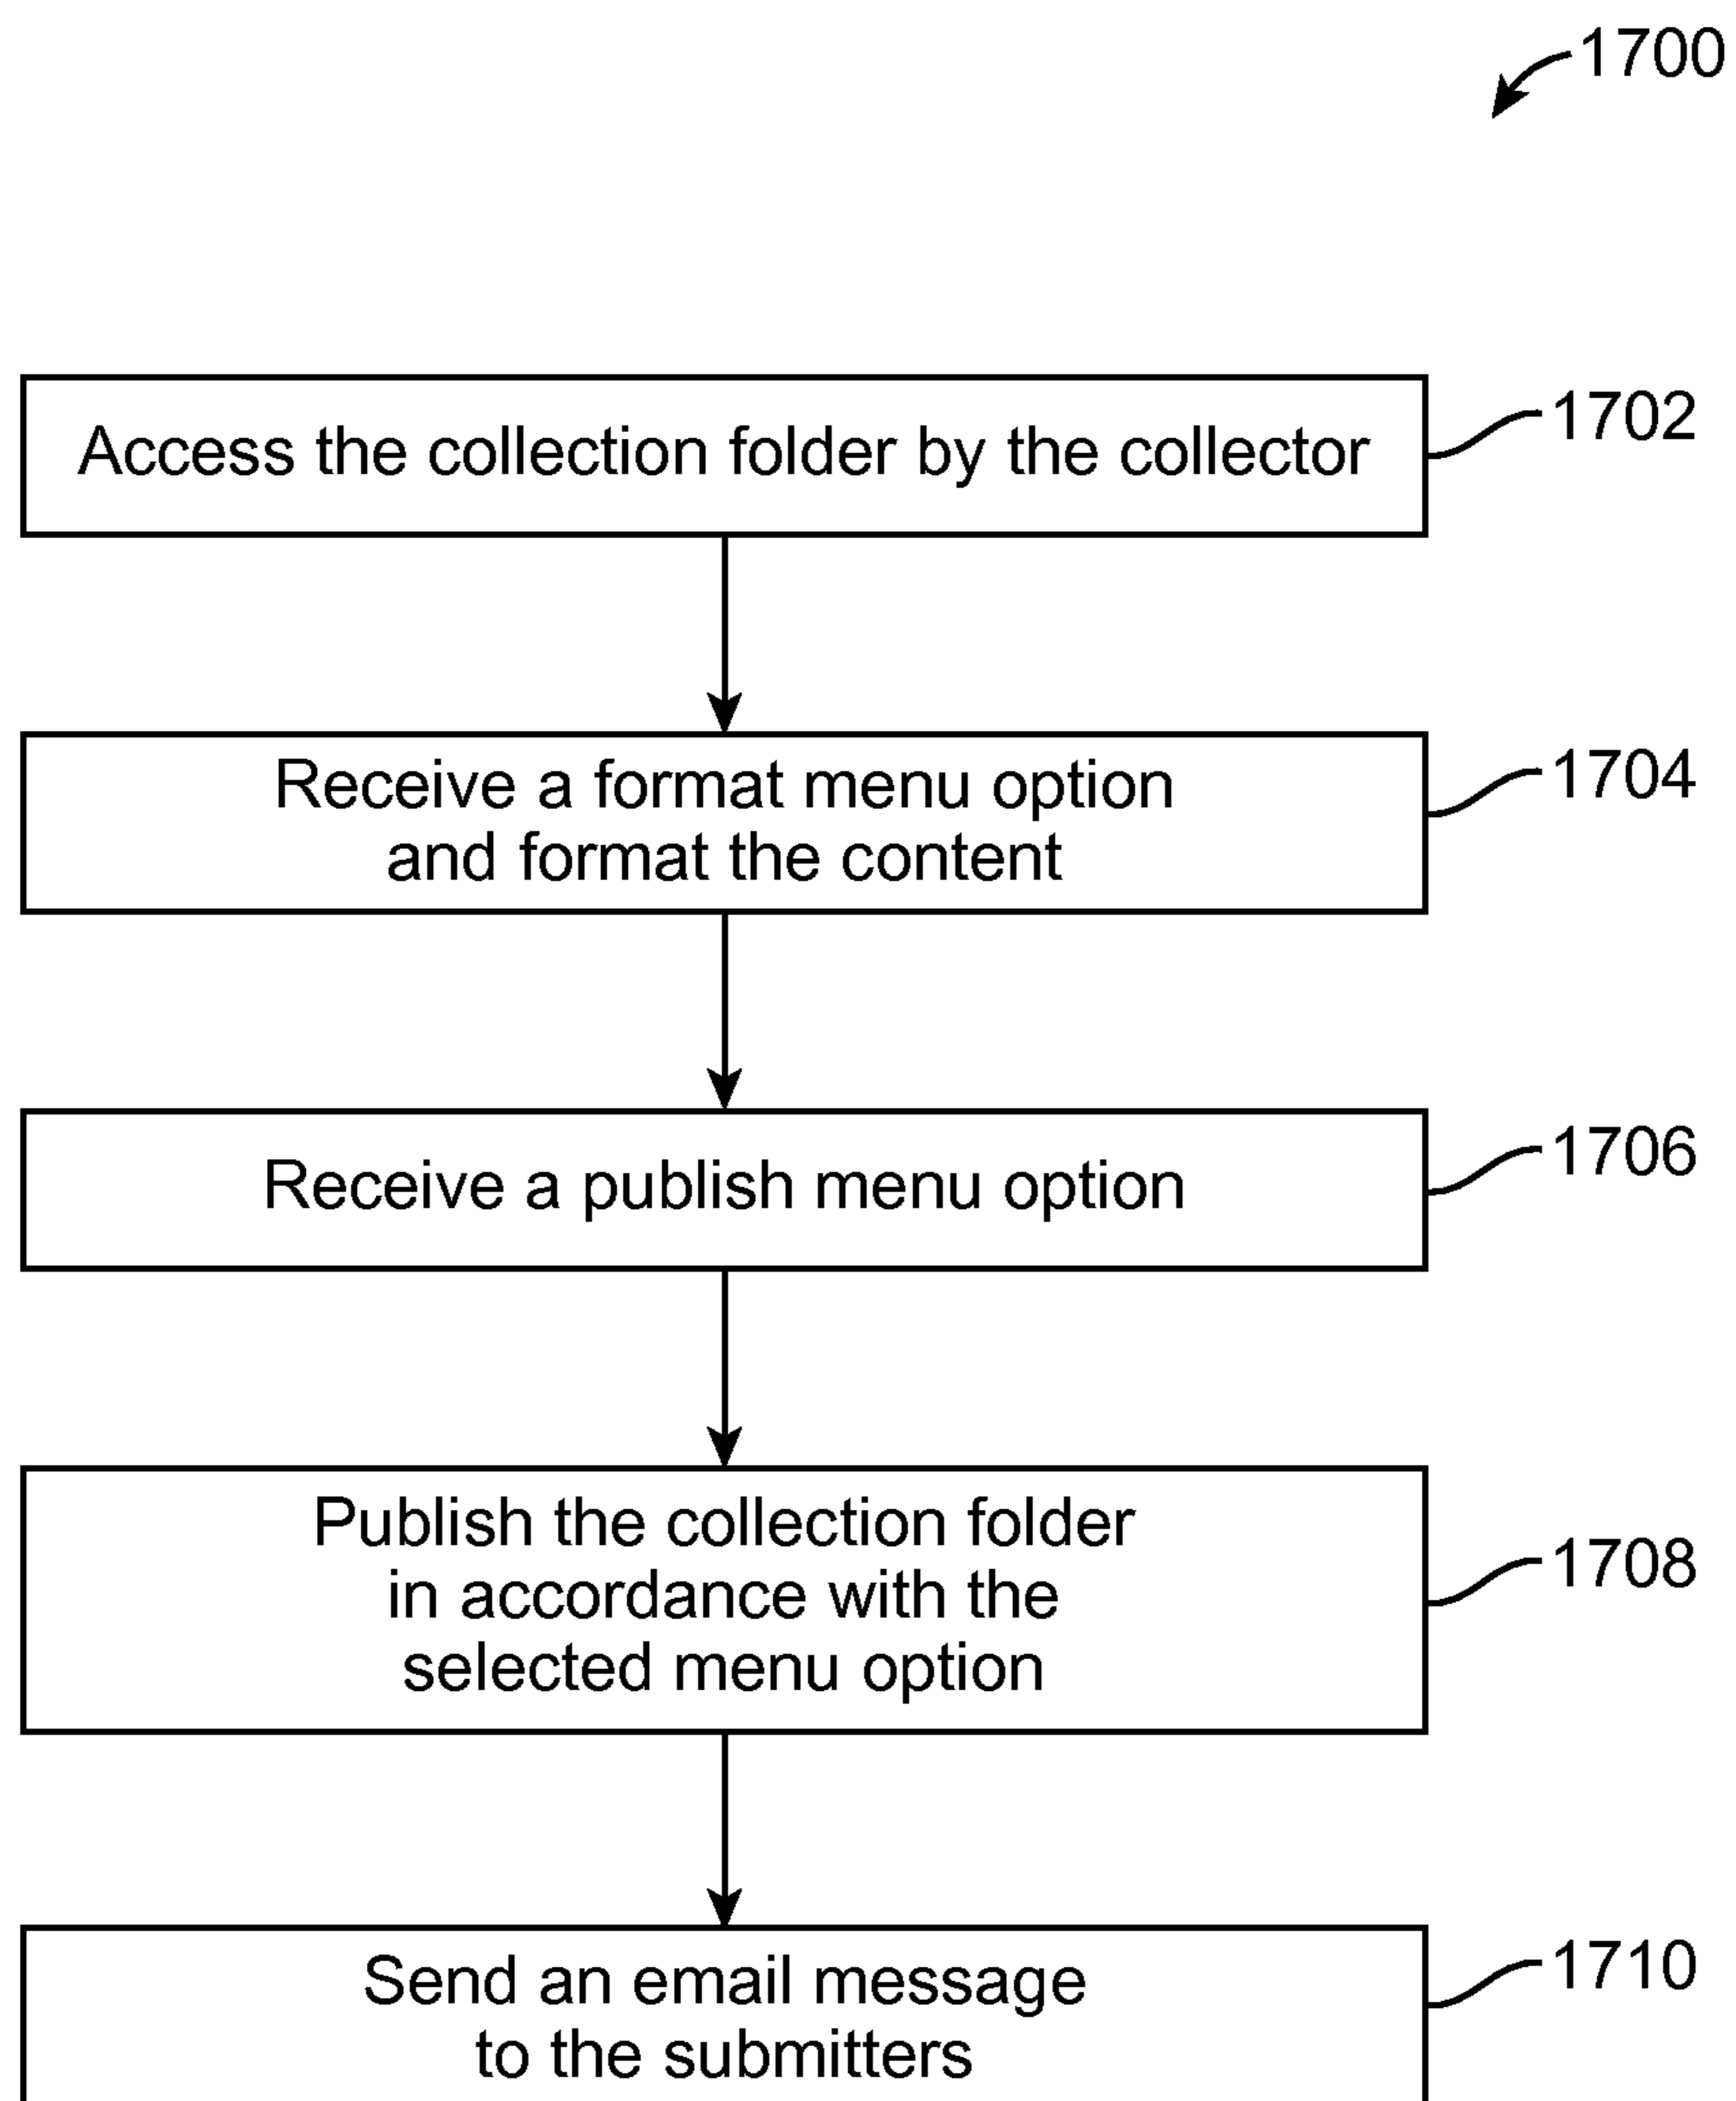 1700
Access the collection folder by the collector
1702
Receive a format menu option
and format the content
1704
Receive a publish menu option
1706
Publish the collection folder
in accordance with the
selected menu option
1708
Send an email message
to the submitters
1710